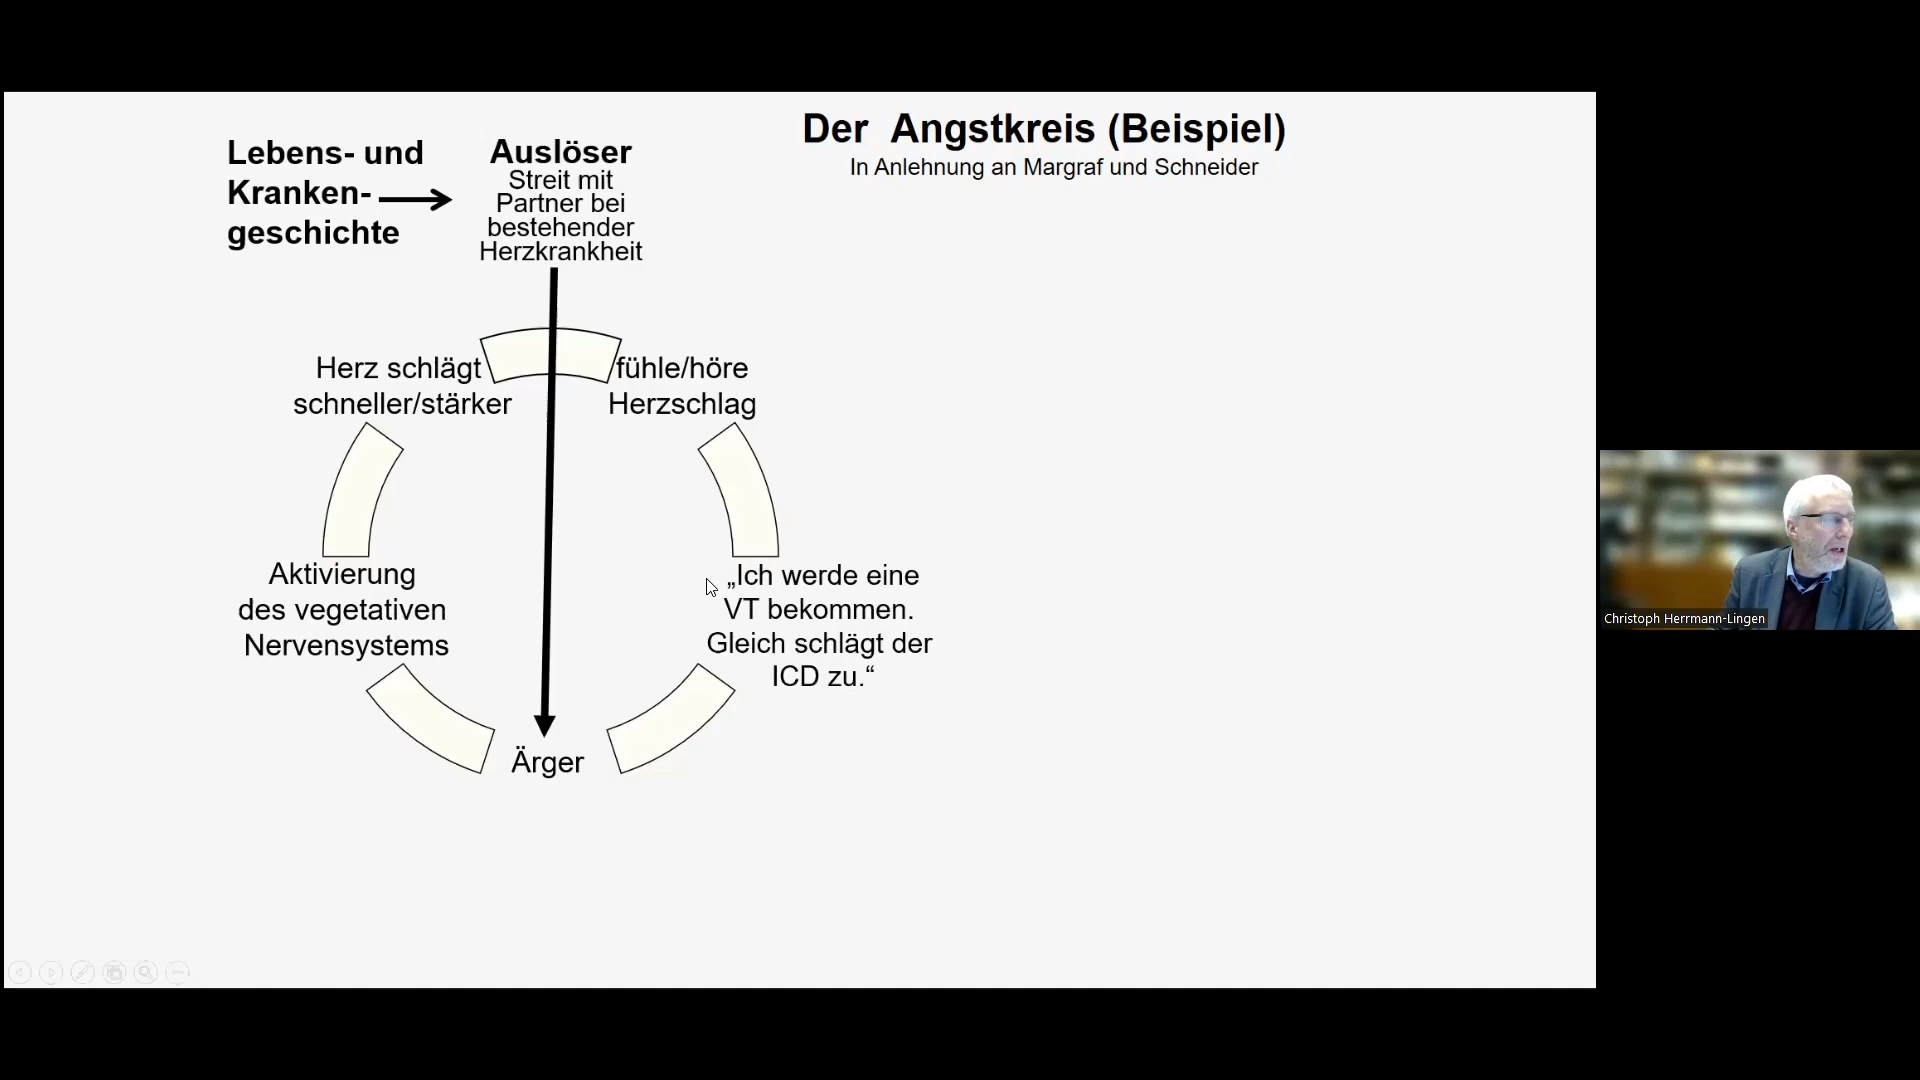 Der Angstkreis (Beispiel)
In Anlehnung an Margraf und Schneider
Lebens- und
Kranken-
geschichte
Auslöser
Streit mit
Partner bei
bestehender
Herzkrankheit
Herz schlägt
schneller/stärker
fühle/höre
Herzschlag
Aktivierung
des vegetativen
Nervensystems
„Ich werde eine
VT bekommen.
Gleich schlägt der
ICD zu.“
Ärger
Christoph Herrmann-Lingen